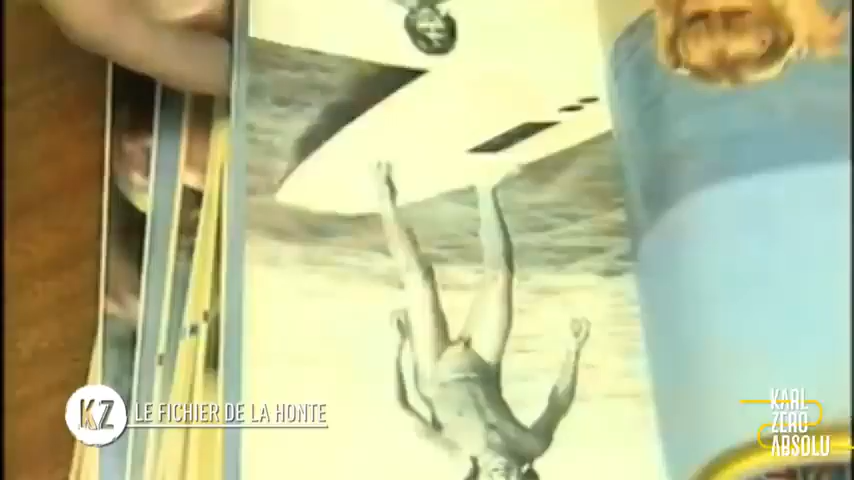 KZ LE FICHIER DE LA HONTE
KARL
ZERO
ABSOLU